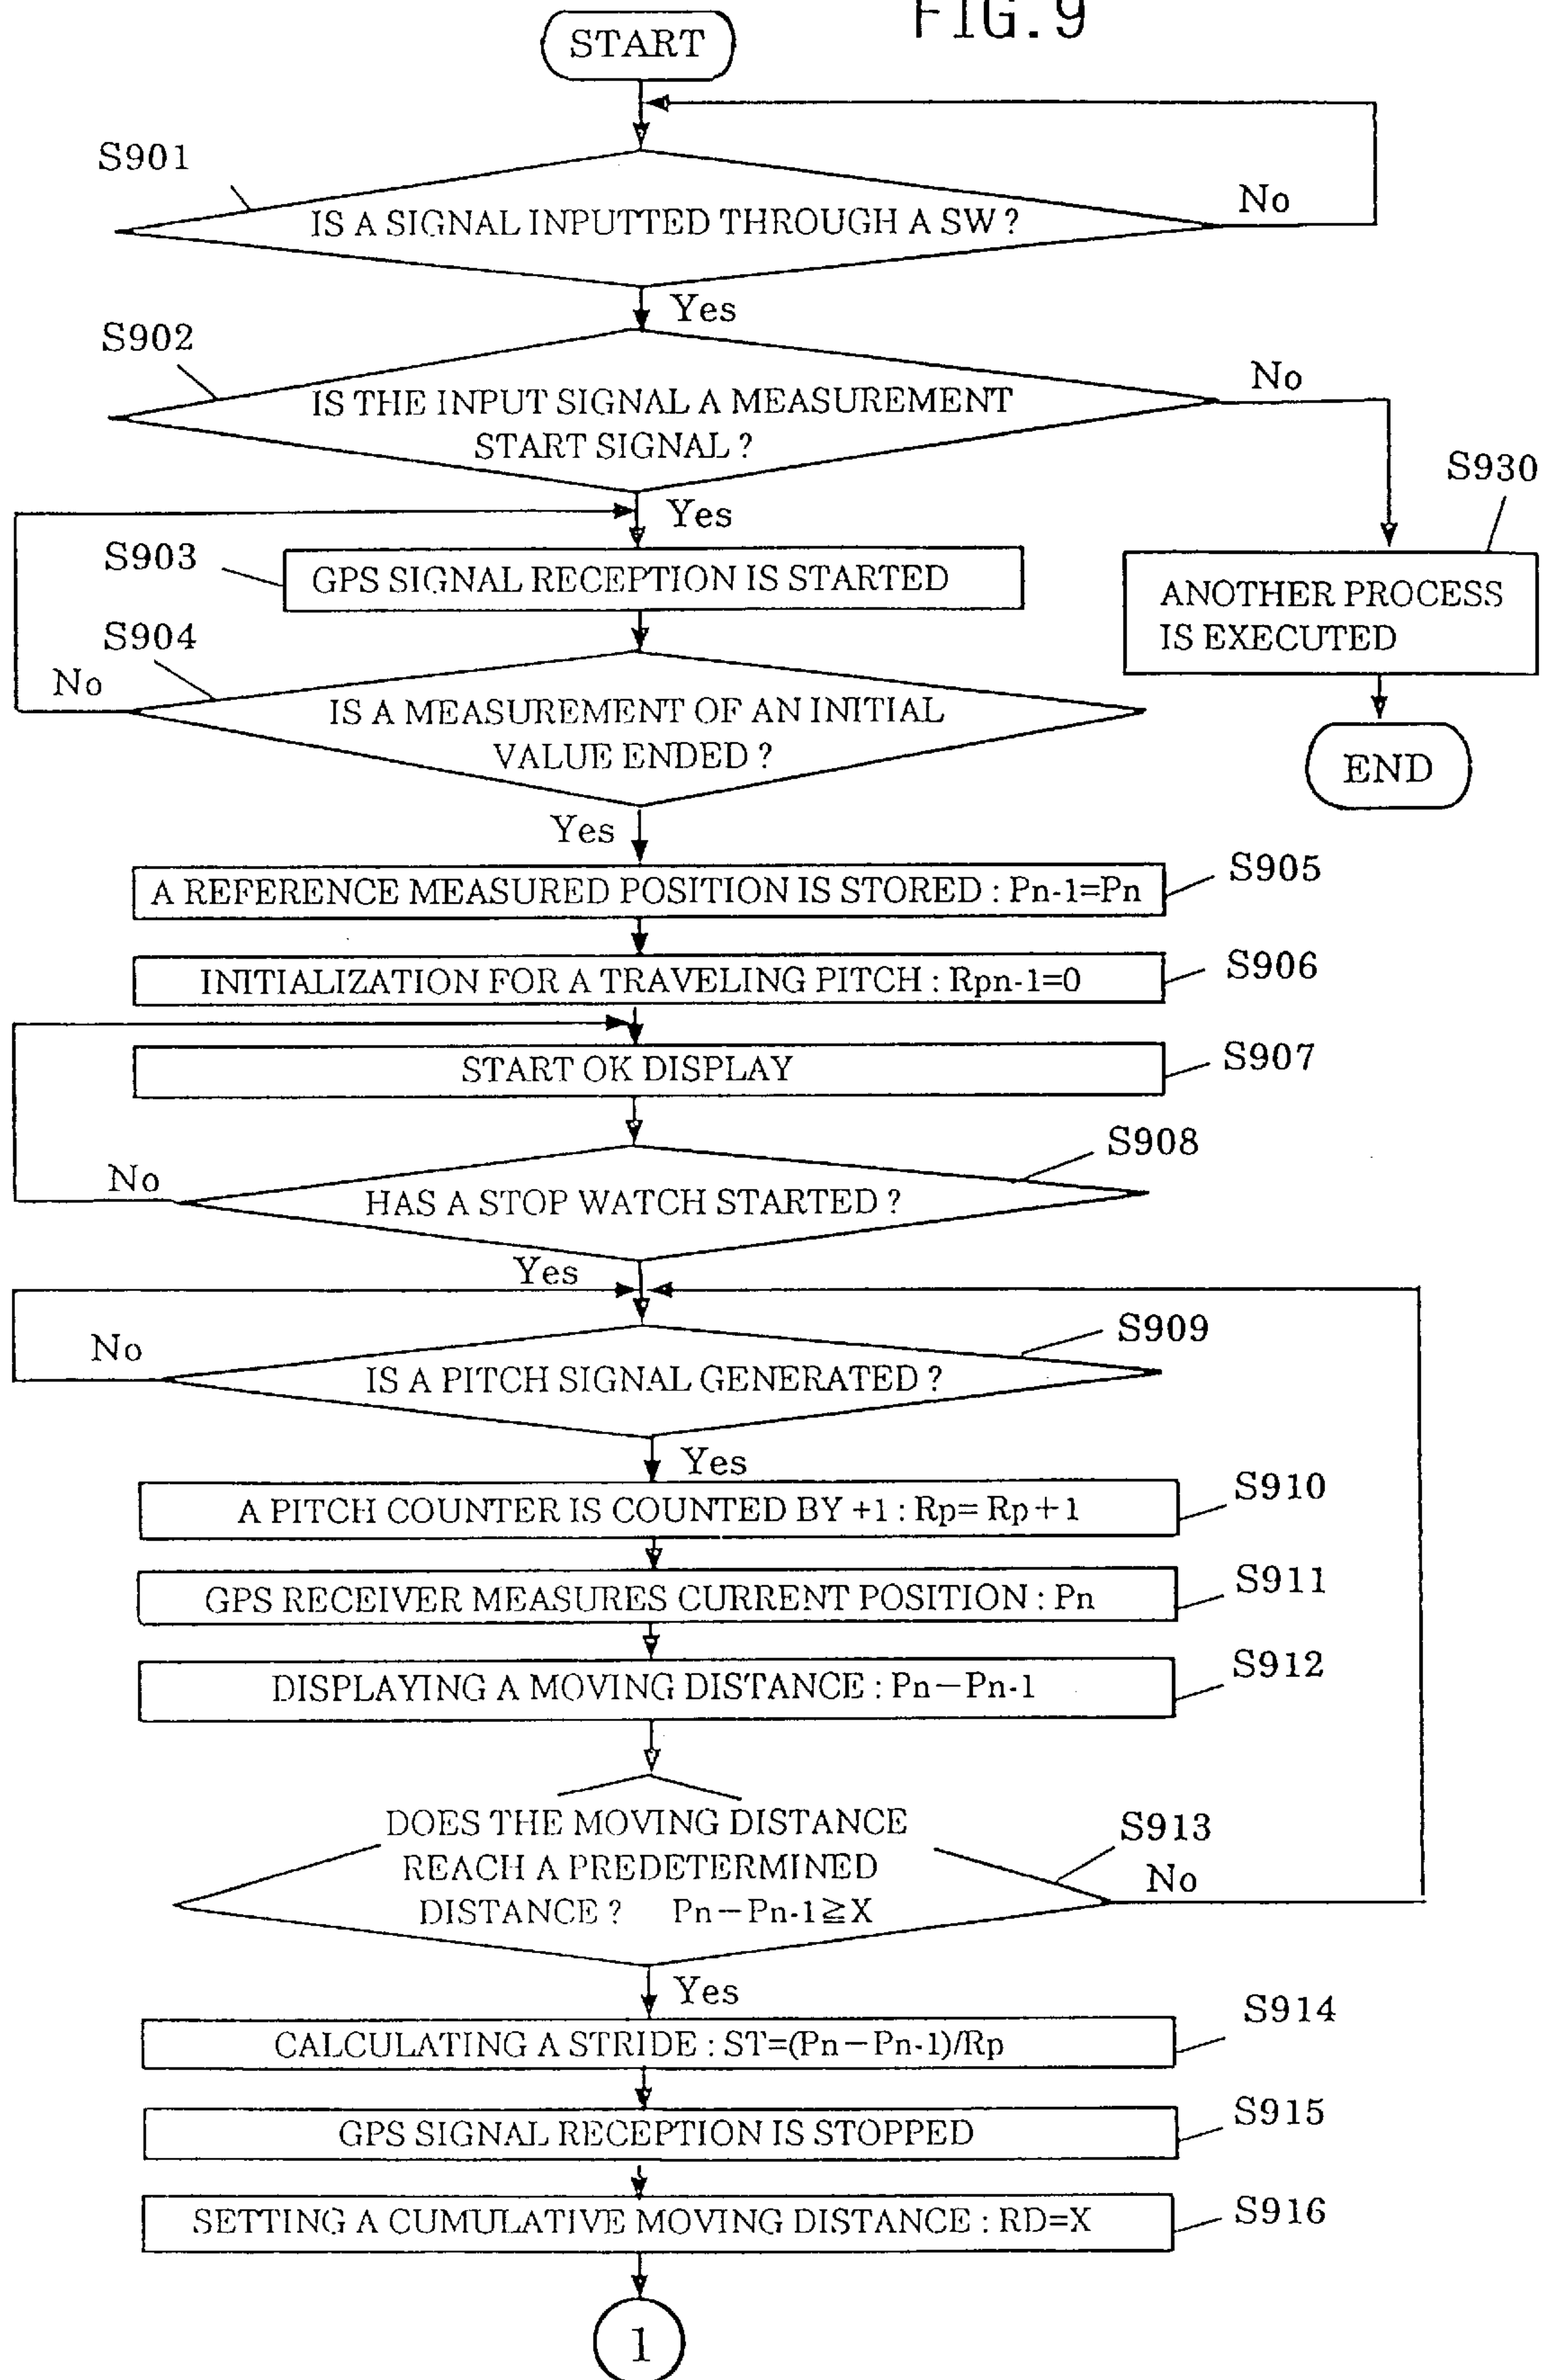 FIG.9
START
S901
IS A SIGNAL INPUTTED THROUGH A SW ?
No
Yes
S902
IS THE INPUT SIGNAL A MEASUREMENT
START SIGNAL ?
No
Yes
S930
ANOTHER PROCESS
IS EXECUTED
END
S903
GPS SIGNAL RECEPTION IS STARTED
S904
No
IS A MEASUREMENT OF AN INITIAL
VALUE ENDED ?
Yes
A REFERENCE MEASURED POSITION IS STORED : Pn-1=Pn
S905
INITIALIZATION FOR A TRAVELING PITCH : Rpn-1=0
S906
START OK DISPLAY
S907
S908
No
HAS A STOP WATCH STARTED ?
Yes
S909
No
IS A PITCH SIGNAL GENERATED ?
Yes
A PITCH COUNTER IS COUNTED BY +1 : Rp= Rp+1
S910
GPS RECEIVER MEASURES CURRENT POSITION : Pn
S911
DISPLAYING A MOVING DISTANCE : Pn−Pn-1
S912
DOES THE MOVING DISTANCE
REACH A PREDETERMINED
DISTANCE ? Pn−Pn-1≧X
S913
No
Yes
CALCULATING A STRIDE : ST=(Pn−Pn-1)/Rp
S914
GPS SIGNAL RECEPTION IS STOPPED
S915
SETTING A CUMULATIVE MOVING DISTANCE : RD=X
S916
1